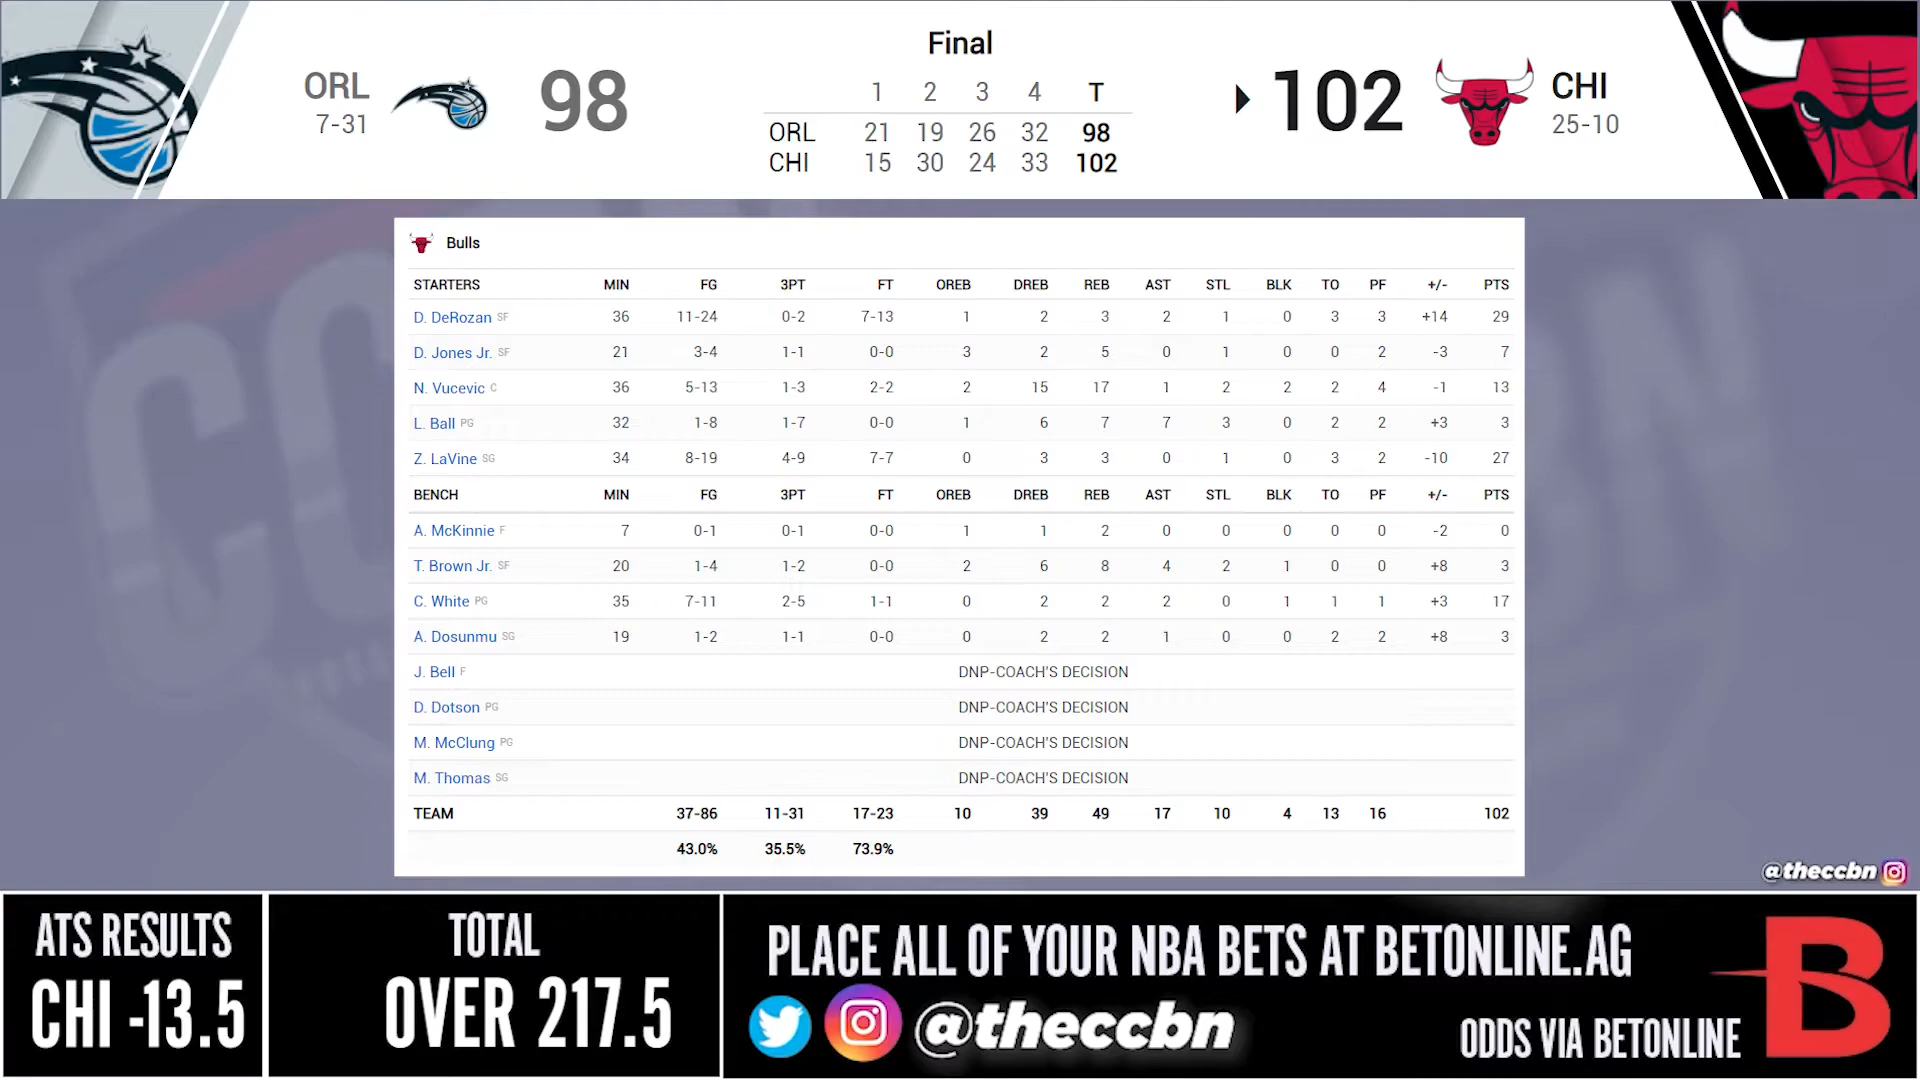 Final
ORL 98 102 CHI
7-31 25-10
1 2 3 4 T
ORL 21 19 26 32 98
CHI 15 30 24 33 102
Bulls
STARTERS MIN FG 3PT FT OREB DREB REB AST STL BLK TO PF +/- PTS
D. DeRozan SF 36 11-24 0-2 7-13 1 2 3 2 1 0 3 3 +14 29
D. Jones Jr. SF 21 3-4 1-1 0-0 3 2 5 0 1 0 0 2 -3 7
N. Vucevic C 36 5-13 1-3 2-2 2 15 17 1 2 2 2 4 -1 13
L. Ball PG 32 1-8 1-7 0-0 1 6 7 7 3 0 2 2 +3 3
Z. LaVine SG 34 8-19 4-9 7-7 0 3 3 0 1 0 3 2 -10 27
BENCH MIN FG 3PT FT OREB DREB REB AST STL BLK TO PF +/- PTS
A. McKinnie F 7 0-1 0-1 0-0 1 1 2 0 0 0 0 0 -2 0
T. Brown Jr. SF 20 1-4 1-2 0-0 2 6 8 4 2 1 0 0 +8 3
C. White PG 35 7-11 2-5 1-1 0 2 2 2 0 1 1 1 +3 17
A. Dosunmu SG 19 1-2 1-1 0-0 0 2 2 1 0 0 2 2 +8 3
J. Bell F DNP-COACH'S DECISION
D. Dotson PG DNP-COACH'S DECISION
M. McClung PG DNP-COACH'S DECISION
M. Thomas SG DNP-COACH'S DECISION
TEAM 37-86 11-31 17-23 10 39 49 17 10 4 13 16 102
43.0% 35.5% 73.9%
@theccbn
ATS RESULTS
CHI -13.5
TOTAL
OVER 217.5
PLACE ALL OF YOUR NBA BETS AT BETONLINE.AG
@theccbn
ODDS VIA BETONLINE
B